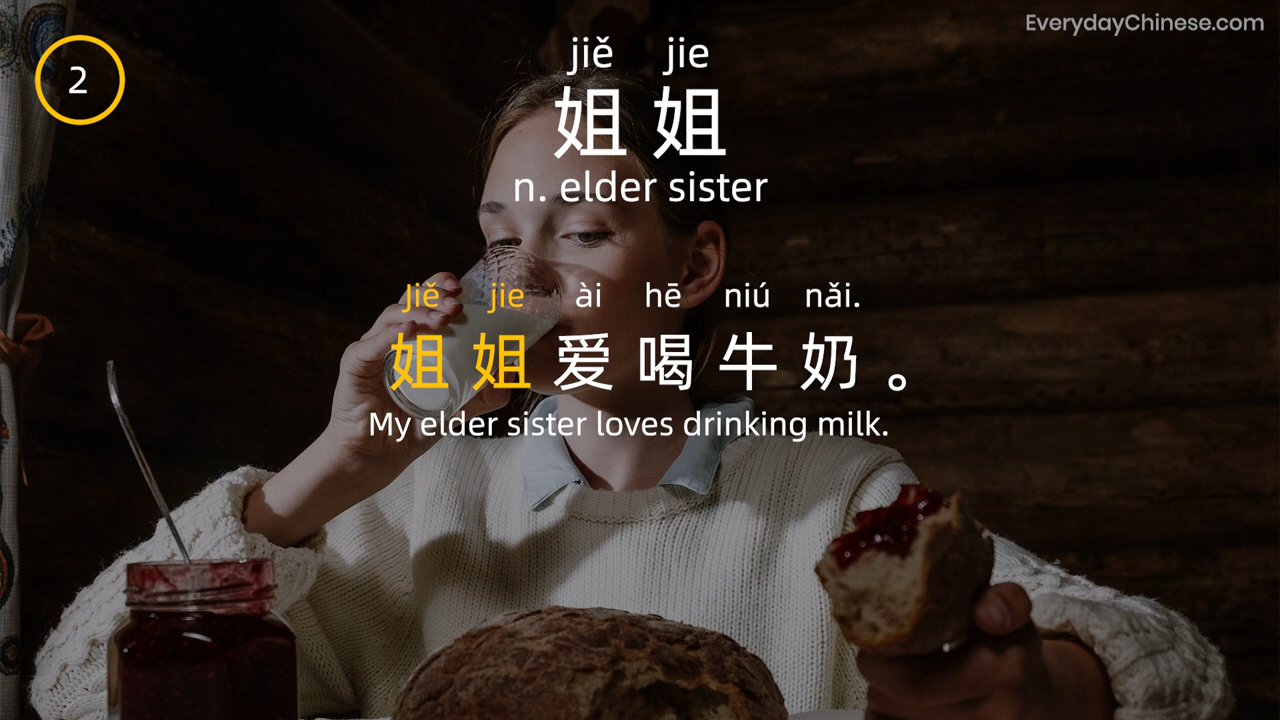 EverydayChinese.com
2
jiě jie
姐姐
n. elder sister
Jiě jie ài hē niú nǎi.
姐姐爱喝牛奶。
My elder sister loves drinking milk.